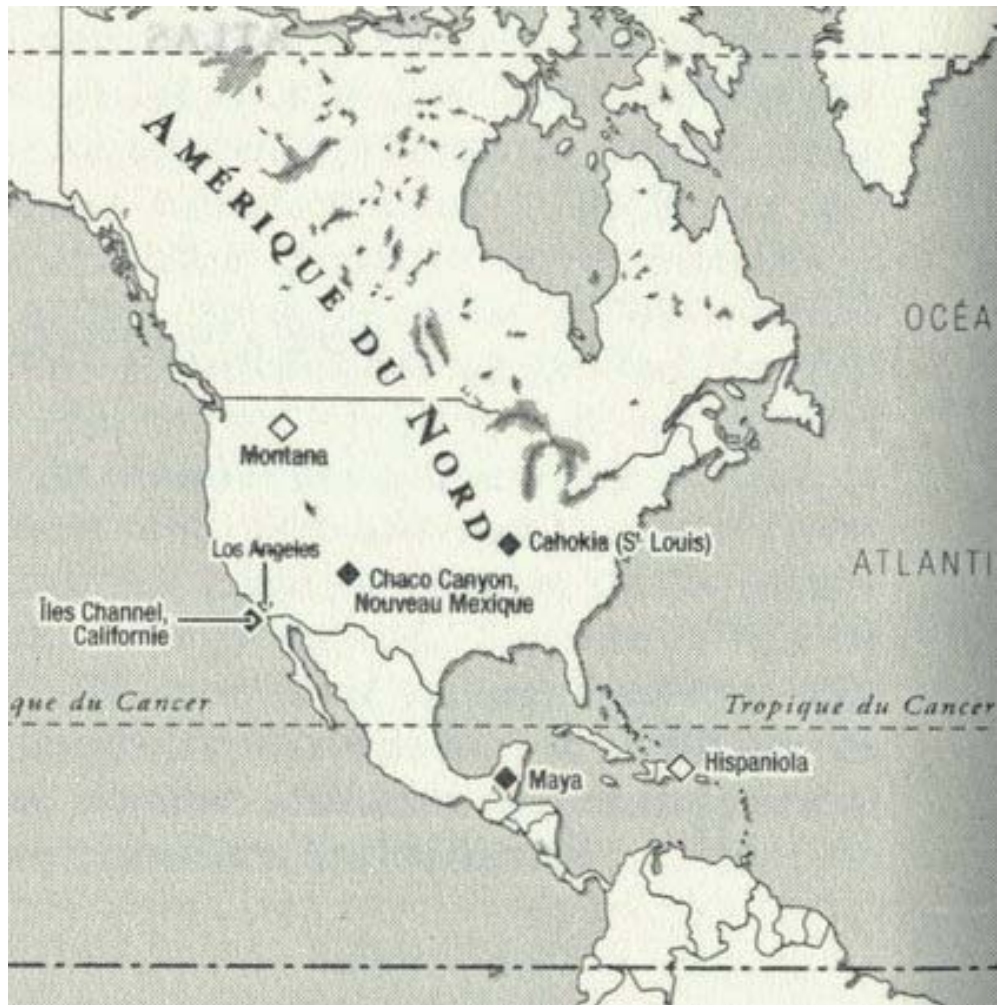 ATLAS
AMÉRIQUE DU NORD
OCÉA
Montana
Cahokia (Sᵗ Louis)
Los Angeles
ATLANTI
Chaco Canyon,
Nouveau Mexique
Îles Channel,
Californie
que du Cancer
Tropique du Cancer
Hispaniola
Maya